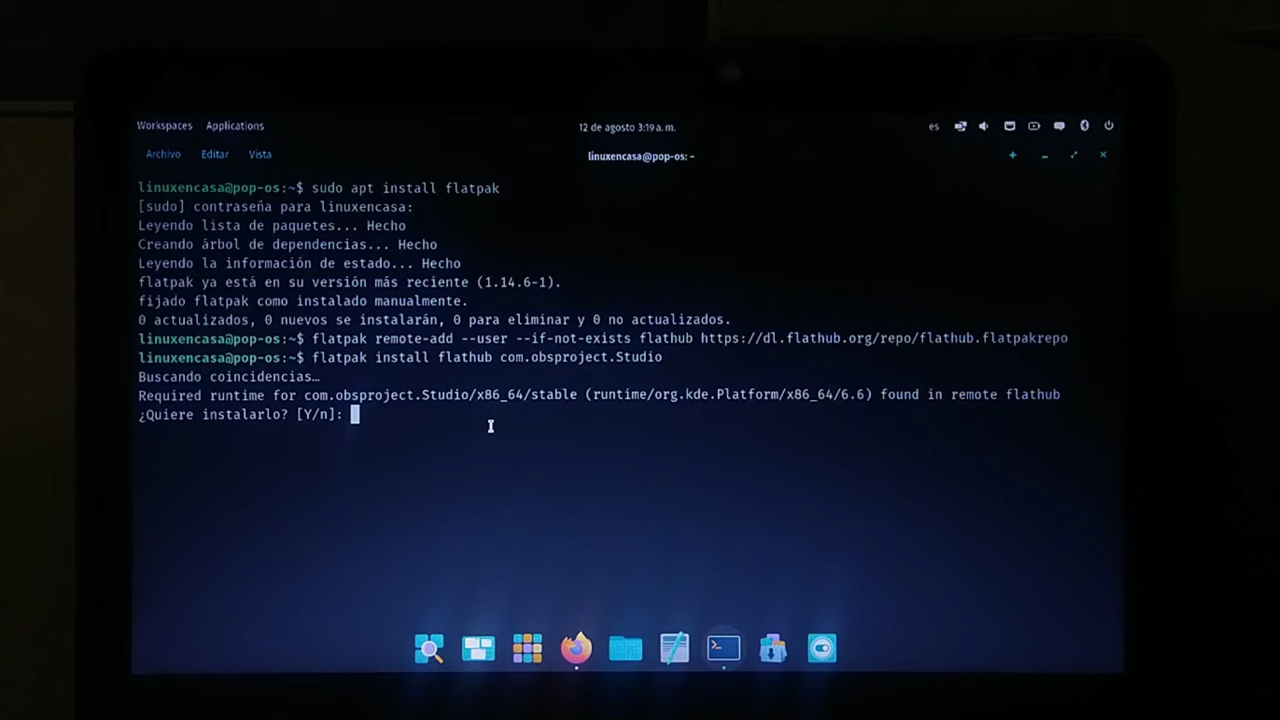 Workspaces Applications 12 de agosto 3:19 a. m. es
Archivo Editar Vista linuxencasa@pop-os: ~
linuxencasa@pop-os:~$ sudo apt install flatpak
[sudo] contraseña para linuxencasa:
Leyendo lista de paquetes... Hecho
Creando árbol de dependencias... Hecho
Leyendo la información de estado... Hecho
flatpak ya está en su versión más reciente (1.14.6-1).
fijado flatpak como instalado manualmente.
0 actualizados, 0 nuevos se instalarán, 0 para eliminar y 0 no actualizados.
linuxencasa@pop-os:~$ flatpak remote-add --user --if-not-exists flathub https://dl.flathub.org/repo/flathub.flatpakrepo
linuxencasa@pop-os:~$ flatpak install flathub com.obsproject.Studio
Buscando coincidencias…
Required runtime for com.obsproject.Studio/x86_64/stable (runtime/org.kde.Platform/x86_64/6.6) found in remote flathub
¿Quiere instalarlo? [Y/n]: